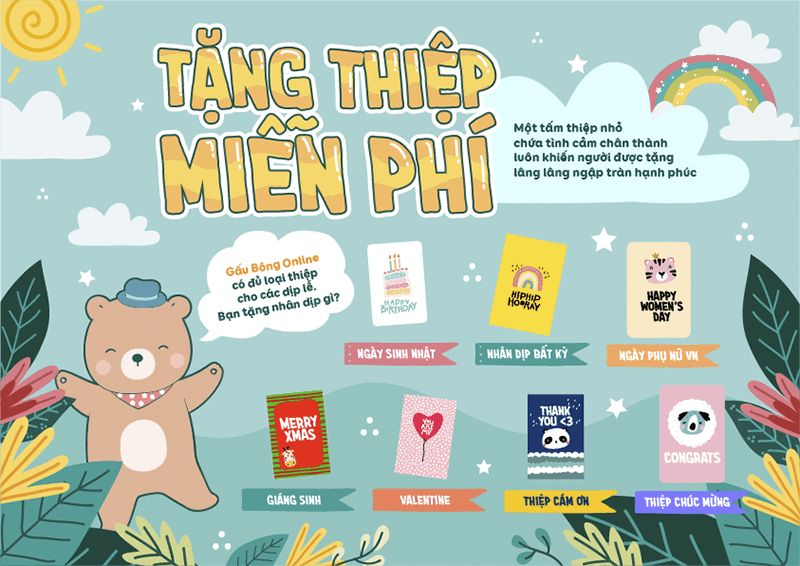 TẶNG THIỆP
MIỄN PHÍ
Một tấm thiệp nhỏ
chứa tình cảm chân thành
luôn khiến người được tặng
lâng lâng ngập tràn hạnh phúc
Gấu Bông Online
có đủ loại thiệp
cho các dịp lễ.
Bạn tặng nhân dịp gì?
HAPPY
BIRTHDAY
NGÀY SINH NHẬT
HIPHIP
HOORAY
NHÂN DỊP BẤT KỲ
HAPPY
WOMEN'S
DAY
NGÀY PHỤ NỮ VN
MERRY
XMAS
GIÁNG SINH
VALENTINE
THANK
YOU <3
THIỆP CẢM ƠN
CONGRATS
THIỆP CHÚC MỪNG